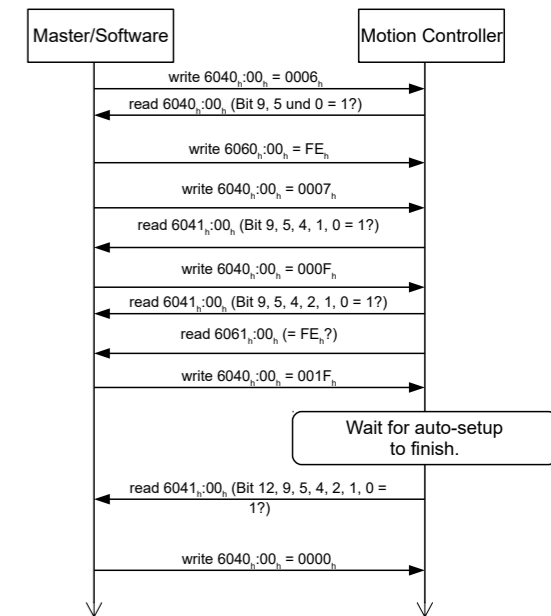 Master/Software
Motion Controller
write 6040ₕ:00ₕ = 0006ₕ
read 6040ₕ:00ₕ (Bit 9, 5 und 0 = 1?)
write 6060ₕ:00ₕ = FEₕ
write 6040ₕ:00ₕ = 0007ₕ
read 6041ₕ:00ₕ (Bit 9, 5, 4, 1, 0 = 1?)
write 6040ₕ:00ₕ = 000Fₕ
read 6041ₕ:00ₕ (Bit 9, 5, 4, 2, 1, 0 = 1?)
read 6061ₕ:00ₕ (= FEₕ?)
write 6040ₕ:00ₕ = 001Fₕ
Wait for auto-setup
to finish.
read 6041ₕ:00ₕ (Bit 12, 9, 5, 4, 2, 1, 0 =
1?)
write 6040ₕ:00ₕ = 0000ₕ